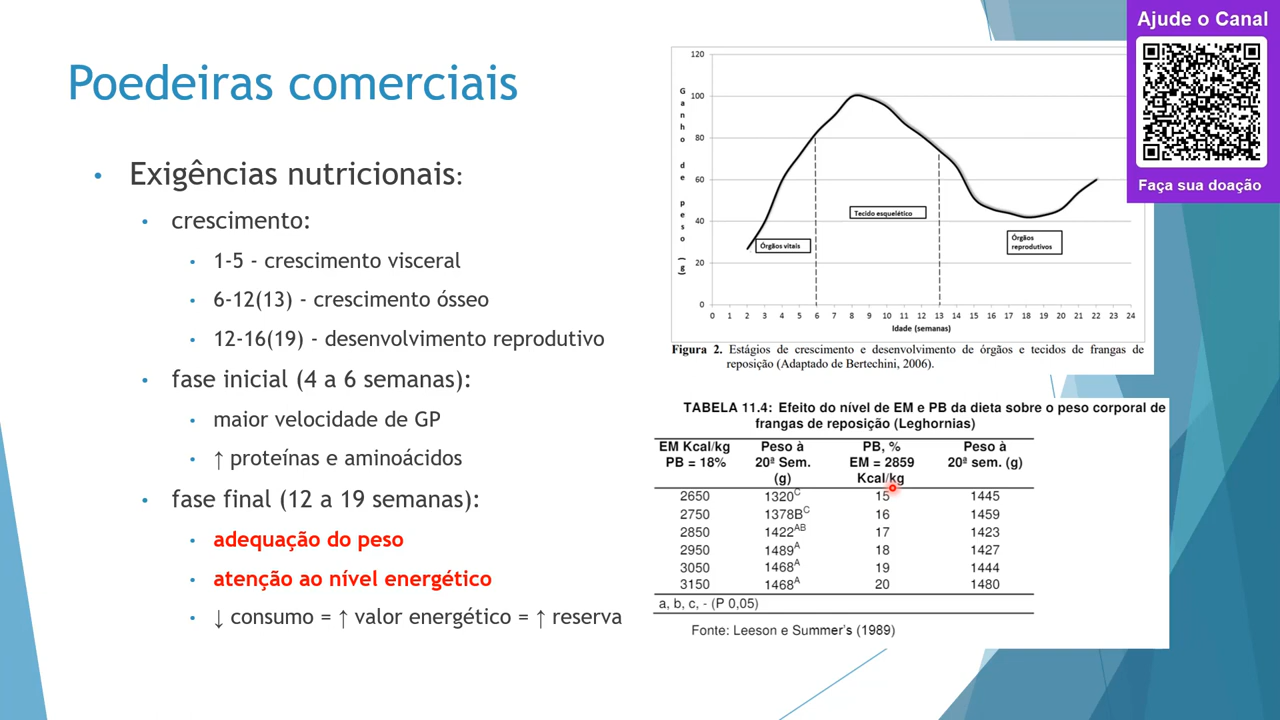 Poedeiras comerciais
• Exigências nutricionais:
• crescimento:
• 1-5 - crescimento visceral
• 6-12(13) - crescimento ósseo
• 12-16(19) - desenvolvimento reprodutivo
• fase inicial (4 a 6 semanas):
• maior velocidade de GP
• ↑ proteínas e aminoácidos
• fase final (12 a 19 semanas):
• adequação do peso
• atenção ao nível energético
• ↓ consumo = ↑ valor energético = ↑ reserva
Ganho de peso (g)
120
100
80
60
40
20
0
Órgãos vitais
Tecido esquelético
Órgãos
reprodutivos
0 1 2 3 4 5 6 7 8 9 10 11 12 13 14 15 16 17 18 19 20 21 22 23 24
Idade (semanas)
Figura 2. Estágios de crescimento e desenvolvimento de órgãos e tecidos de frangas de
reposição (Adaptado de Bertechini, 2006).
TABELA 11.4: Efeito do nível de EM e PB da dieta sobre o peso corporal de
frangas de reposição (Leghornias)
EM Kcal/kg Peso à PB, % Peso à
PB = 18% 20ª Sem. EM = 2859 20ª sem. (g)
(g) Kcal/kg
2650 1320C 15 1445
2750 1378BC 16 1459
2850 1422AB 17 1423
2950 1489A 18 1427
3050 1468A 19 1444
3150 1468A 20 1480
a, b, c, - (P 0,05)
Fonte: Leeson e Summer's (1989)
Ajude o Canal
Faça sua doação